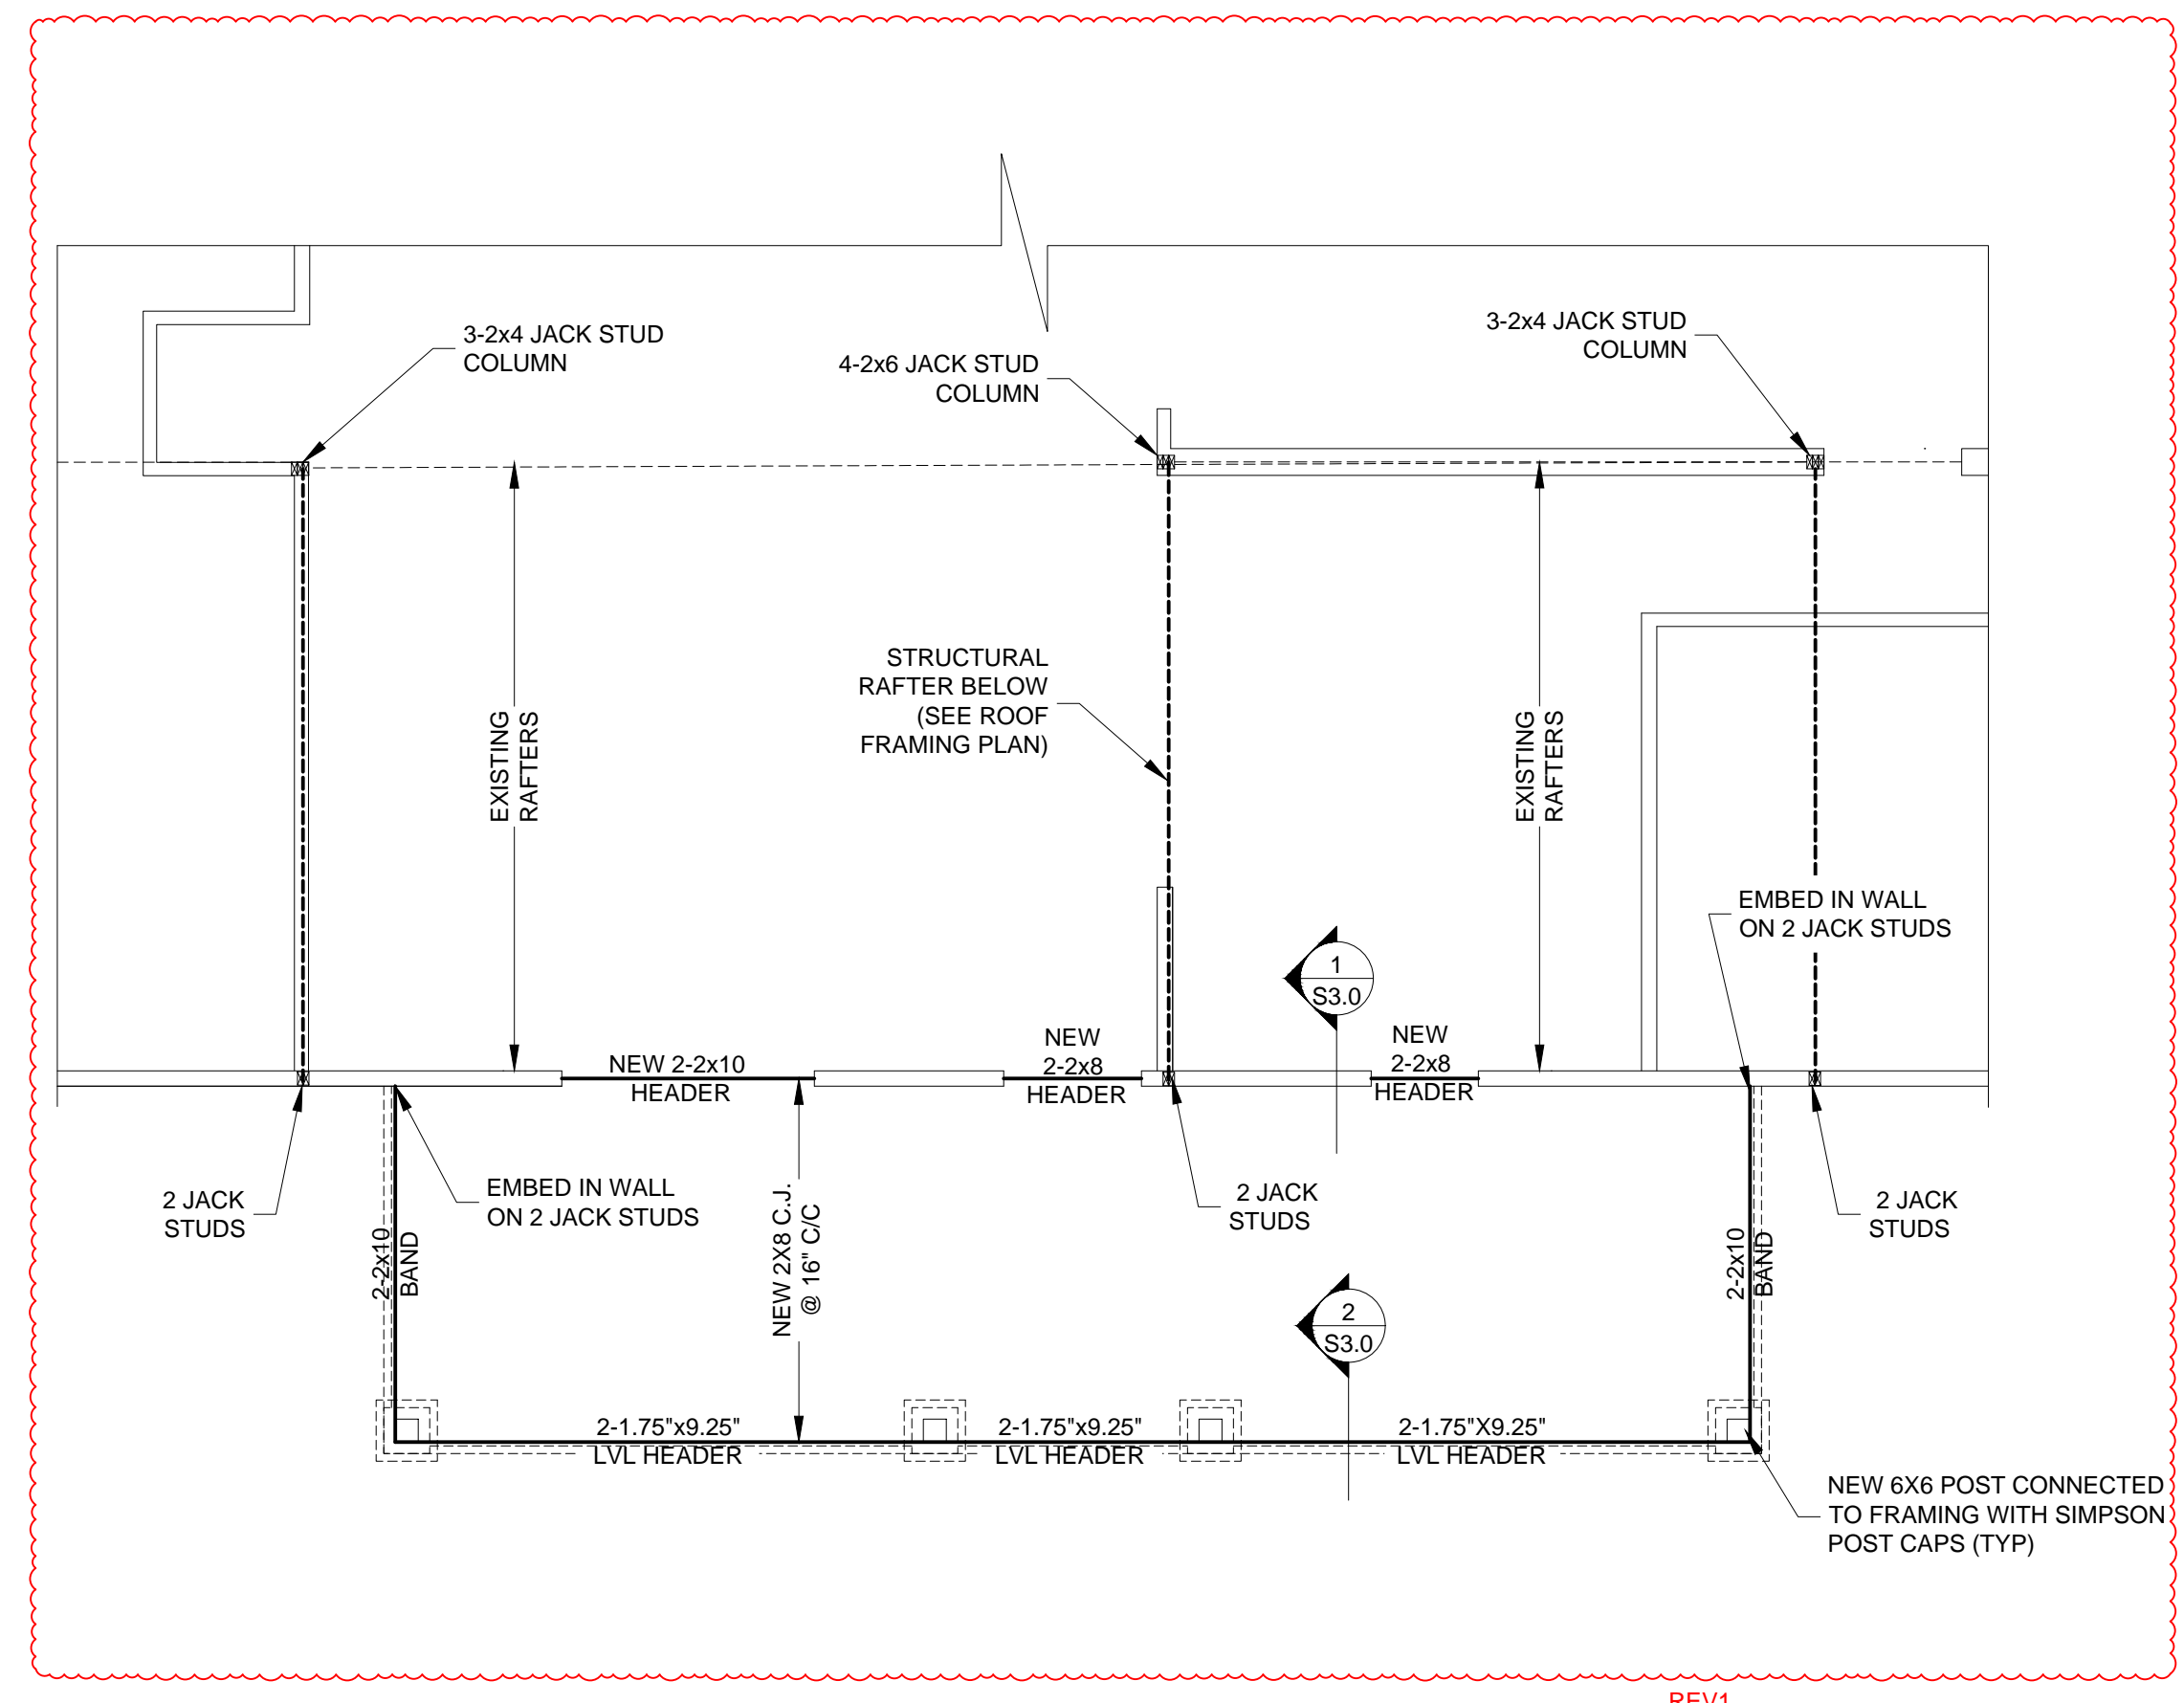 3-2x4 JACK STUD
COLUMN
4-2x6 JACK STUD
COLUMN
3-2x4 JACK STUD
COLUMN
STRUCTURAL
RAFTER BELOW
(SEE ROOF
FRAMING PLAN)
EXISTING
RAFTERS
EXISTING
RAFTERS
EMBED IN WALL
ON 2 JACK STUDS
1
S3.0
NEW 2-2x10
HEADER
NEW
2-2x8
HEADER
NEW
2-2x8
HEADER
2 JACK
STUDS
EMBED IN WALL
ON 2 JACK STUDS
2 JACK
STUDS
2 JACK
STUDS
2-2x10
BAND
NEW 2X8 C.J.
@ 16" C/C
2-2x10
BAND
2
S3.0
2-1.75"x9.25"
LVL HEADER
2-1.75"x9.25"
LVL HEADER
2-1.75"X9.25"
LVL HEADER
NEW 6X6 POST CONNECTED
TO FRAMING WITH SIMPSON
POST CAPS (TYP)
REV1